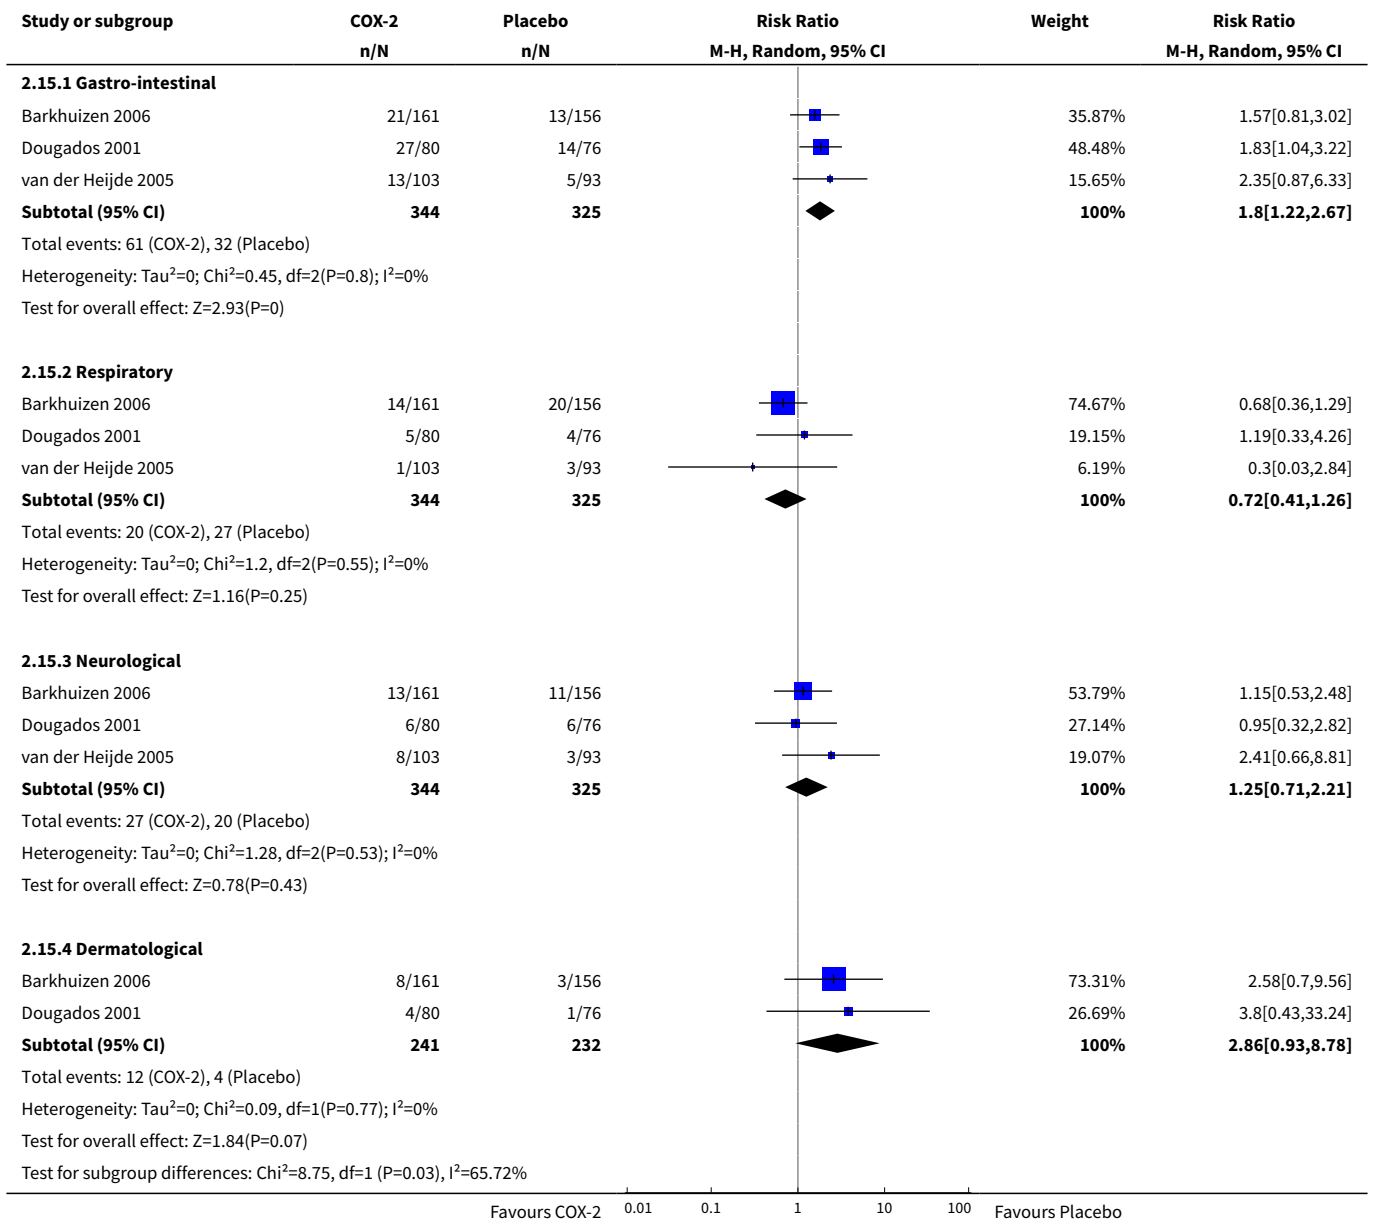 Study or subgroup COX-2 Placebo Risk Ratio Weight Risk Ratio
n/N n/N M-H, Random, 95% CI M-H, Random, 95% CI
2.15.1 Gastro-intestinal
Barkhuizen 2006 21/161 13/156 35.87% 1.57[0.81,3.02]
Dougados 2001 27/80 14/76 48.48% 1.83[1.04,3.22]
van der Heijde 2005 13/103 5/93 15.65% 2.35[0.87,6.33]
Subtotal (95% CI) 344 325 100% 1.8[1.22,2.67]
Total events: 61 (COX-2), 32 (Placebo)
Heterogeneity: Tau²=0; Chi²=0.45, df=2(P=0.8); I²=0%
Test for overall effect: Z=2.93(P=0)
2.15.2 Respiratory
Barkhuizen 2006 14/161 20/156 74.67% 0.68[0.36,1.29]
Dougados 2001 5/80 4/76 19.15% 1.19[0.33,4.26]
van der Heijde 2005 1/103 3/93 6.19% 0.3[0.03,2.84]
Subtotal (95% CI) 344 325 100% 0.72[0.41,1.26]
Total events: 20 (COX-2), 27 (Placebo)
Heterogeneity: Tau²=0; Chi²=1.2, df=2(P=0.55); I²=0%
Test for overall effect: Z=1.16(P=0.25)
2.15.3 Neurological
Barkhuizen 2006 13/161 11/156 53.79% 1.15[0.53,2.48]
Dougados 2001 6/80 6/76 27.14% 0.95[0.32,2.82]
van der Heijde 2005 8/103 3/93 19.07% 2.41[0.66,8.81]
Subtotal (95% CI) 344 325 100% 1.25[0.71,2.21]
Total events: 27 (COX-2), 20 (Placebo)
Heterogeneity: Tau²=0; Chi²=1.28, df=2(P=0.53); I²=0%
Test for overall effect: Z=0.78(P=0.43)
2.15.4 Dermatological
Barkhuizen 2006 8/161 3/156 73.31% 2.58[0.7,9.56]
Dougados 2001 4/80 1/76 26.69% 3.8[0.43,33.24]
Subtotal (95% CI) 241 232 100% 2.86[0.93,8.78]
Total events: 12 (COX-2), 4 (Placebo)
Heterogeneity: Tau²=0; Chi²=0.09, df=1(P=0.77); I²=0%
Test for overall effect: Z=1.84(P=0.07)
Test for subgroup differences: Chi²=8.75, df=1 (P=0.03), I²=65.72%
Favours COX-2 0.01 0.1 1 10 100 Favours Placebo